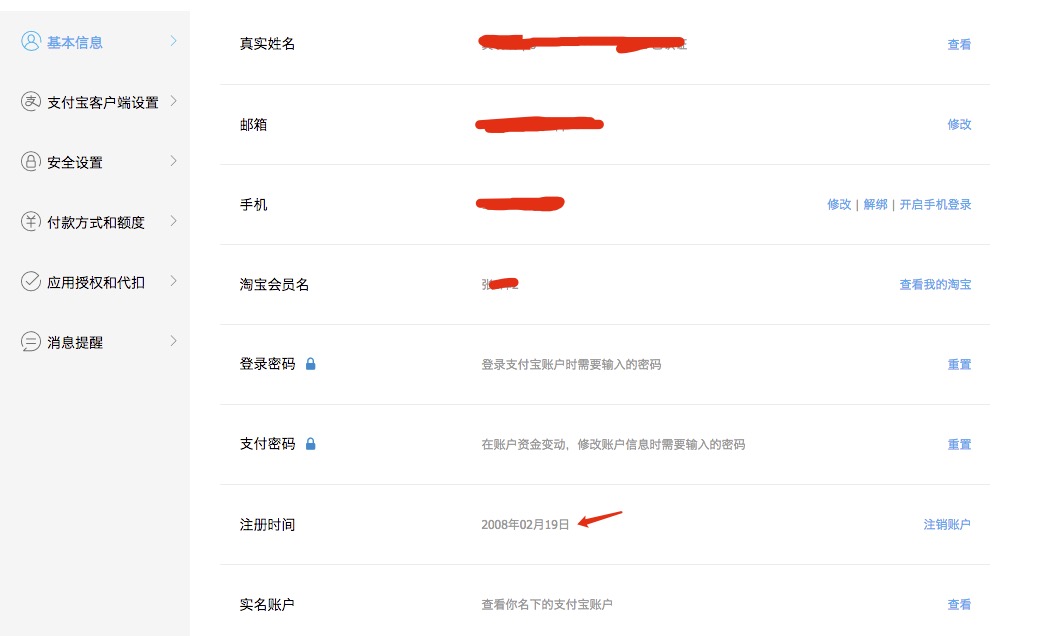 基本信息
支付宝客户端设置
安全设置
付款方式和额度
应用授权和代扣
消息提醒
真实姓名 查看
邮箱 修改
手机 修改 | 解绑 | 开启手机登录
淘宝会员名 张 查看我的淘宝
登录密码 登录支付宝账户时需要输入的密码 重置
支付密码 在账户资金变动，修改账户信息时需要输入的密码 重置
注册时间 2008年02月19日 注销账户
实名账户 查看你名下的支付宝账户 查看